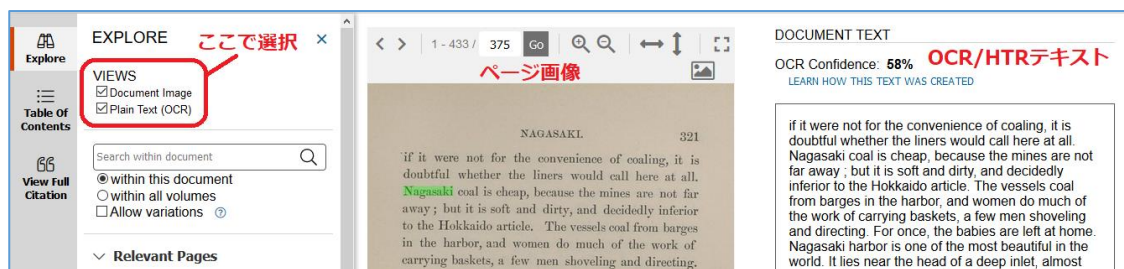 Explore
Table Of
Contents
View Full
Citation
EXPLORE
ここで選択
×
VIEWS
Document Image
Plain Text (OCR)
Search within document
within this document
within all volumes
Allow variations ?
Relevant Pages
1 - 433 / 375 Go
ページ画像
NAGASAKI. 321
if it were not for the convenience of coaling, it is
doubtful whether the liners would call here at all.
Nagasaki coal is cheap, because the mines are not far
away ; but it is soft and dirty, and decidedly inferior
to the Hokkaido article. The vessels coal from barges
in the harbor, and women do much of the work of
carrying baskets, a few men shoveling and directing.
DOCUMENT TEXT
OCR Confidence: 58%
OCR/HTRテキスト
LEARN HOW THIS TEXT WAS CREATED
if it were not for the convenience of coaling, it is
doubtful whether the liners would call here at all.
Nagasaki coal is cheap, because the mines are not
far away ; but it is soft and dirty, and decidedly
inferior to the Hokkaido article. The vessels coal
from barges in the harbor, and women do much of
the work of carrying baskets, a few men shoveling
and directing. For once, the babies are left at home.
Nagasaki harbor is one of the most beautiful in the
world. It lies near the head of a deep inlet, almost